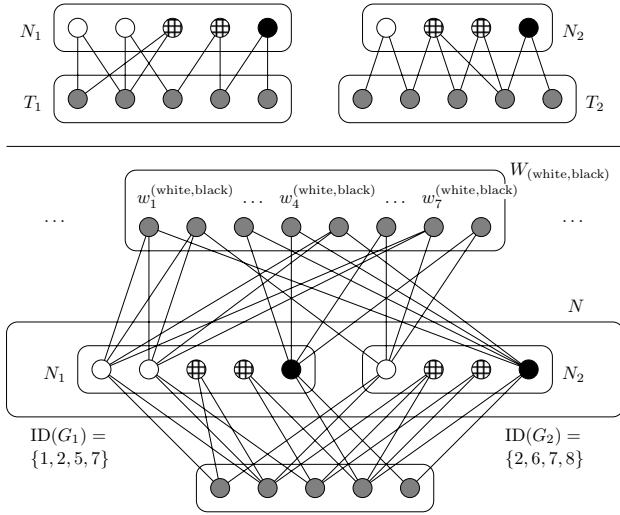 N₁ N₂
T₁ T₂
W₍white,black₎
w₁^(white,black) … w₄^(white,black) … w₇^(white,black)
… …
N
N₁ N₂
ID(G₁) = ID(G₂) =
{1, 2, 5, 7} {2, 6, 7, 8}